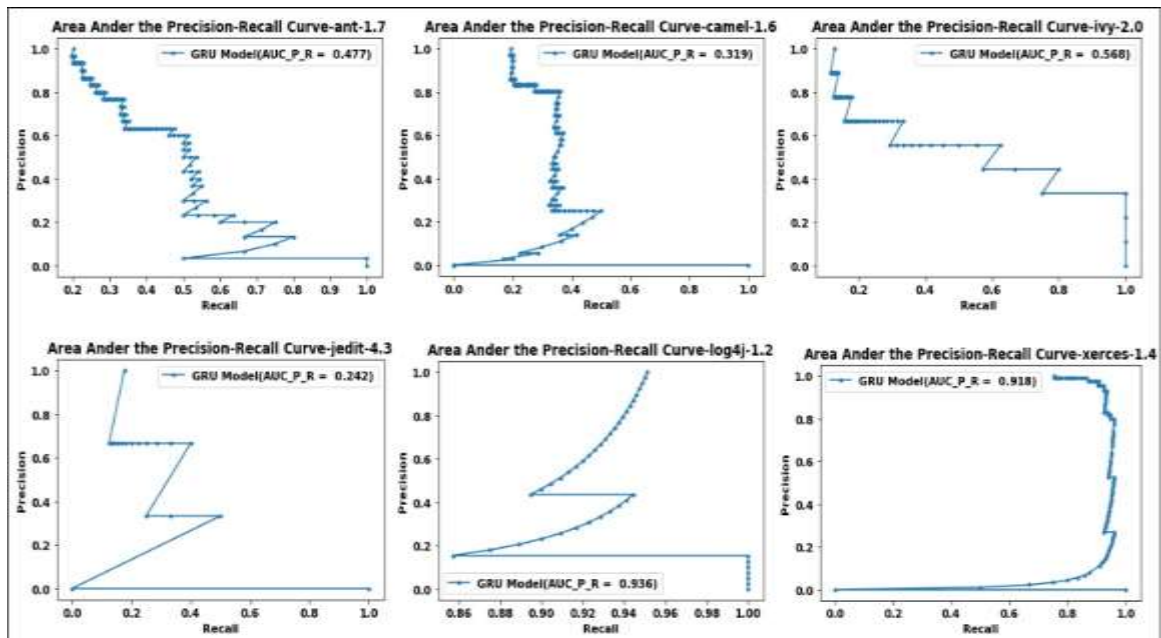 Area Ander the Precision-Recall Curve-ant-1.7
GRU Model(AUC_P_R = 0.477)
Precision
1.0
0.8
0.6
0.4
0.2
0.0
0.2 0.3 0.4 0.5 0.6 0.7 0.8 0.9 1.0
Recall
Area Ander the Precision-Recall Curve-camel-1.6
GRU Model(AUC_P_R = 0.319)
Precision
1.0
0.8
0.6
0.4
0.2
0.0
0.0 0.2 0.4 0.6 0.8 1.0
Recall
Area Ander the Precision-Recall Curve-ivy-2.0
GRU Model(AUC_P_R = 0.568)
Precision
1.0
0.8
0.6
0.4
0.2
0.0
0.2 0.4 0.6 0.8 1.0
Recall
Area Ander the Precision-Recall Curve-jedit-4.3
GRU Model(AUC_P_R = 0.242)
Precision
1.0
0.8
0.6
0.4
0.2
0.0
0.0 0.2 0.4 0.6 0.8 1.0
Recall
Area Ander the Precision-Recall Curve-log4j-1.2
GRU Model(AUC_P_R = 0.936)
Precision
1.0
0.8
0.6
0.4
0.2
0.0
0.86 0.88 0.90 0.92 0.94 0.96 0.98 1.00
Recall
Area Ander the Precision-Recall Curve-xerces-1.4
GRU Model(AUC_P_R = 0.918)
Precision
1.0
0.8
0.6
0.4
0.2
0.0
0.0 0.2 0.4 0.6 0.8 1.0
Recall